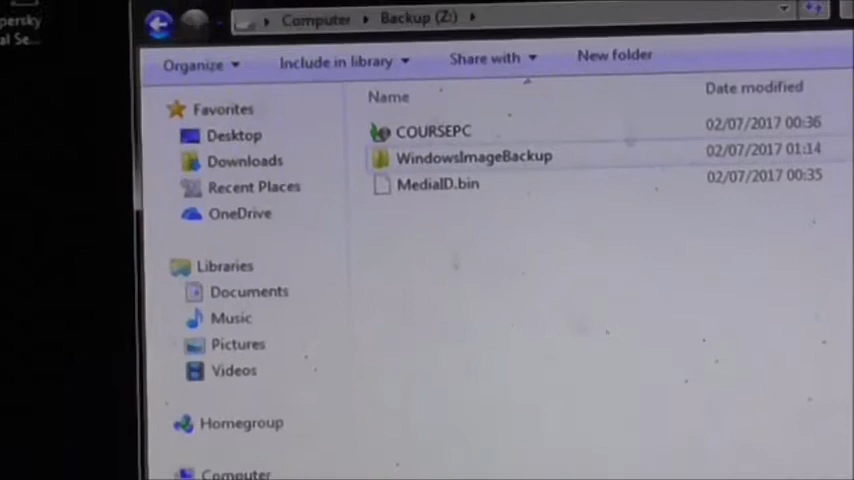 persky
al Se...
Computer Backup (Z:)
Organize Include in library Share with New folder
Name Date modified
COURSEPC 02/07/2017 00:36
WindowsImageBackup 02/07/2017 01:14
MediaID.bin 02/07/2017 00:35
Favorites
Desktop
Downloads
Recent Places
OneDrive
Libraries
Documents
Music
Pictures
Videos
Homegroup
Computer